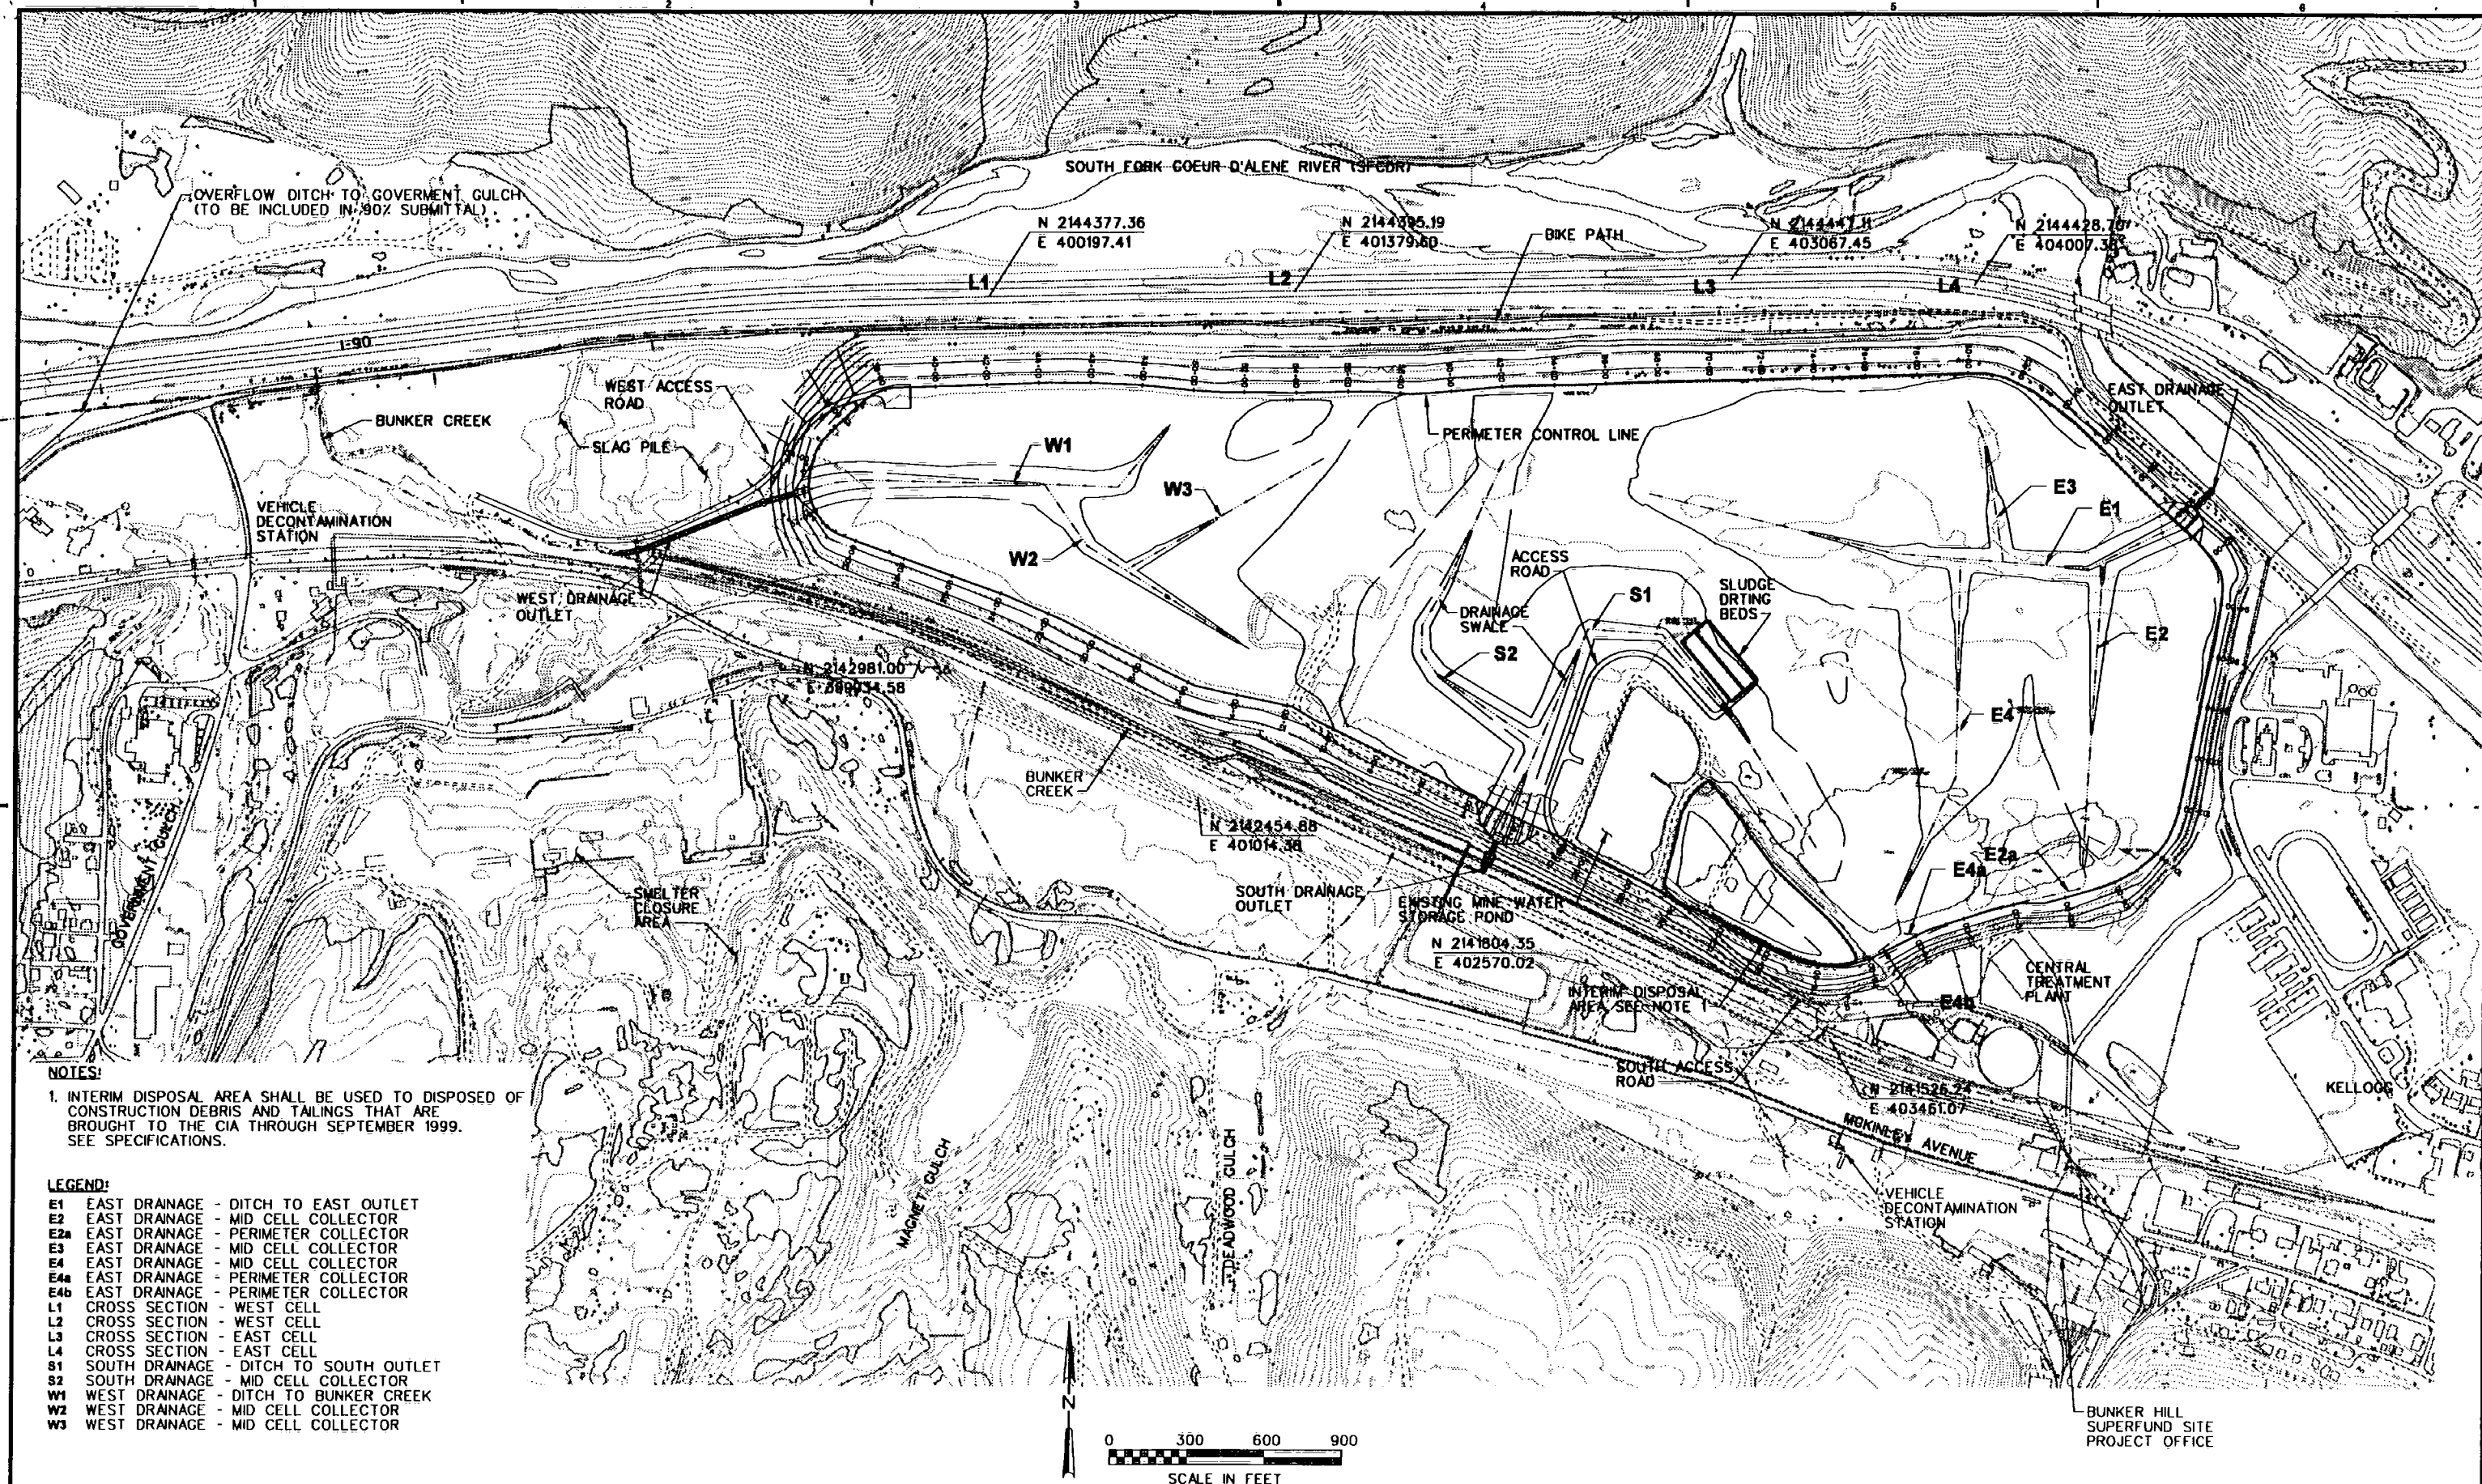 1
2
3
4
5
6
SOUTH FORK COEUR D'ALENE RIVER (SFCDR)
OVERFLOW DITCH TO GOVERMENT GULCH
(TO BE INCLUDED IN 90% SUBMITTAL)
N 2144377.36
E 400197.41
N 2144395.19
E 401379.60
BIKE PATH
N 2144447.11
E 403067.45
N 2144428.70
E 404007.38
L1
L2
L3
L4
I-90
WEST ACCESS
ROAD
BUNKER CREEK
SLAG PILE
EAST DRAINAGE
OUTLET
PERIMETER CONTROL LINE
W1
W3
W2
E3
E1
VEHICLE
DECONTAMINATION
STATION
ACCESS
ROAD
SLUDGE
DRTING
BEDS
S1
DRAINAGE
SWALE
S2
E2
WEST DRAINAGE
OUTLET
N 2142981.00
E 399934.58
E4
BUNKER
CREEK
N 2142454.68
E 401014.38
E2a
E4a
GOVERNMENT GULCH
SMELTER
CLOSURE
AREA
SOUTH DRAINAGE
OUTLET
EXISTING MINE WATER
STORAGE POND
N 2141804.35
E 402570.02
INTERIM DISPOSAL
AREA SEE NOTE 1
CENTRAL
TREATMENT
PLANT
E4b
SOUTH ACCESS
ROAD
N 2141526.24
E 403461.07
KELLOGG
MCKINLEY AVENUE
VEHICLE
DECONTAMINATION
STATION
MAGNET GULCH
DEADWOOD GULCH
BUNKER HILL
SUPERFUND SITE
PROJECT OFFICE
NOTES:
1. INTERIM DISPOSAL AREA SHALL BE USED TO DISPOSED OF
CONSTRUCTION DEBRIS AND TAILINGS THAT ARE
BROUGHT TO THE CIA THROUGH SEPTEMBER 1999.
SEE SPECIFICATIONS.
LEGEND:
E1 EAST DRAINAGE - DITCH TO EAST OUTLET
E2 EAST DRAINAGE - MID CELL COLLECTOR
E2a EAST DRAINAGE - PERIMETER COLLECTOR
E3 EAST DRAINAGE - MID CELL COLLECTOR
E4 EAST DRAINAGE - MID CELL COLLECTOR
E4a EAST DRAINAGE - PERIMETER COLLECTOR
E4b EAST DRAINAGE - PERIMETER COLLECTOR
L1 CROSS SECTION - WEST CELL
L2 CROSS SECTION - WEST CELL
L3 CROSS SECTION - EAST CELL
L4 CROSS SECTION - EAST CELL
S1 SOUTH DRAINAGE - DITCH TO SOUTH OUTLET
S2 SOUTH DRAINAGE - MID CELL COLLECTOR
W1 WEST DRAINAGE - DITCH TO BUNKER CREEK
W2 WEST DRAINAGE - MID CELL COLLECTOR
W3 WEST DRAINAGE - MID CELL COLLECTOR
N
0 300 600 900
SCALE IN FEET